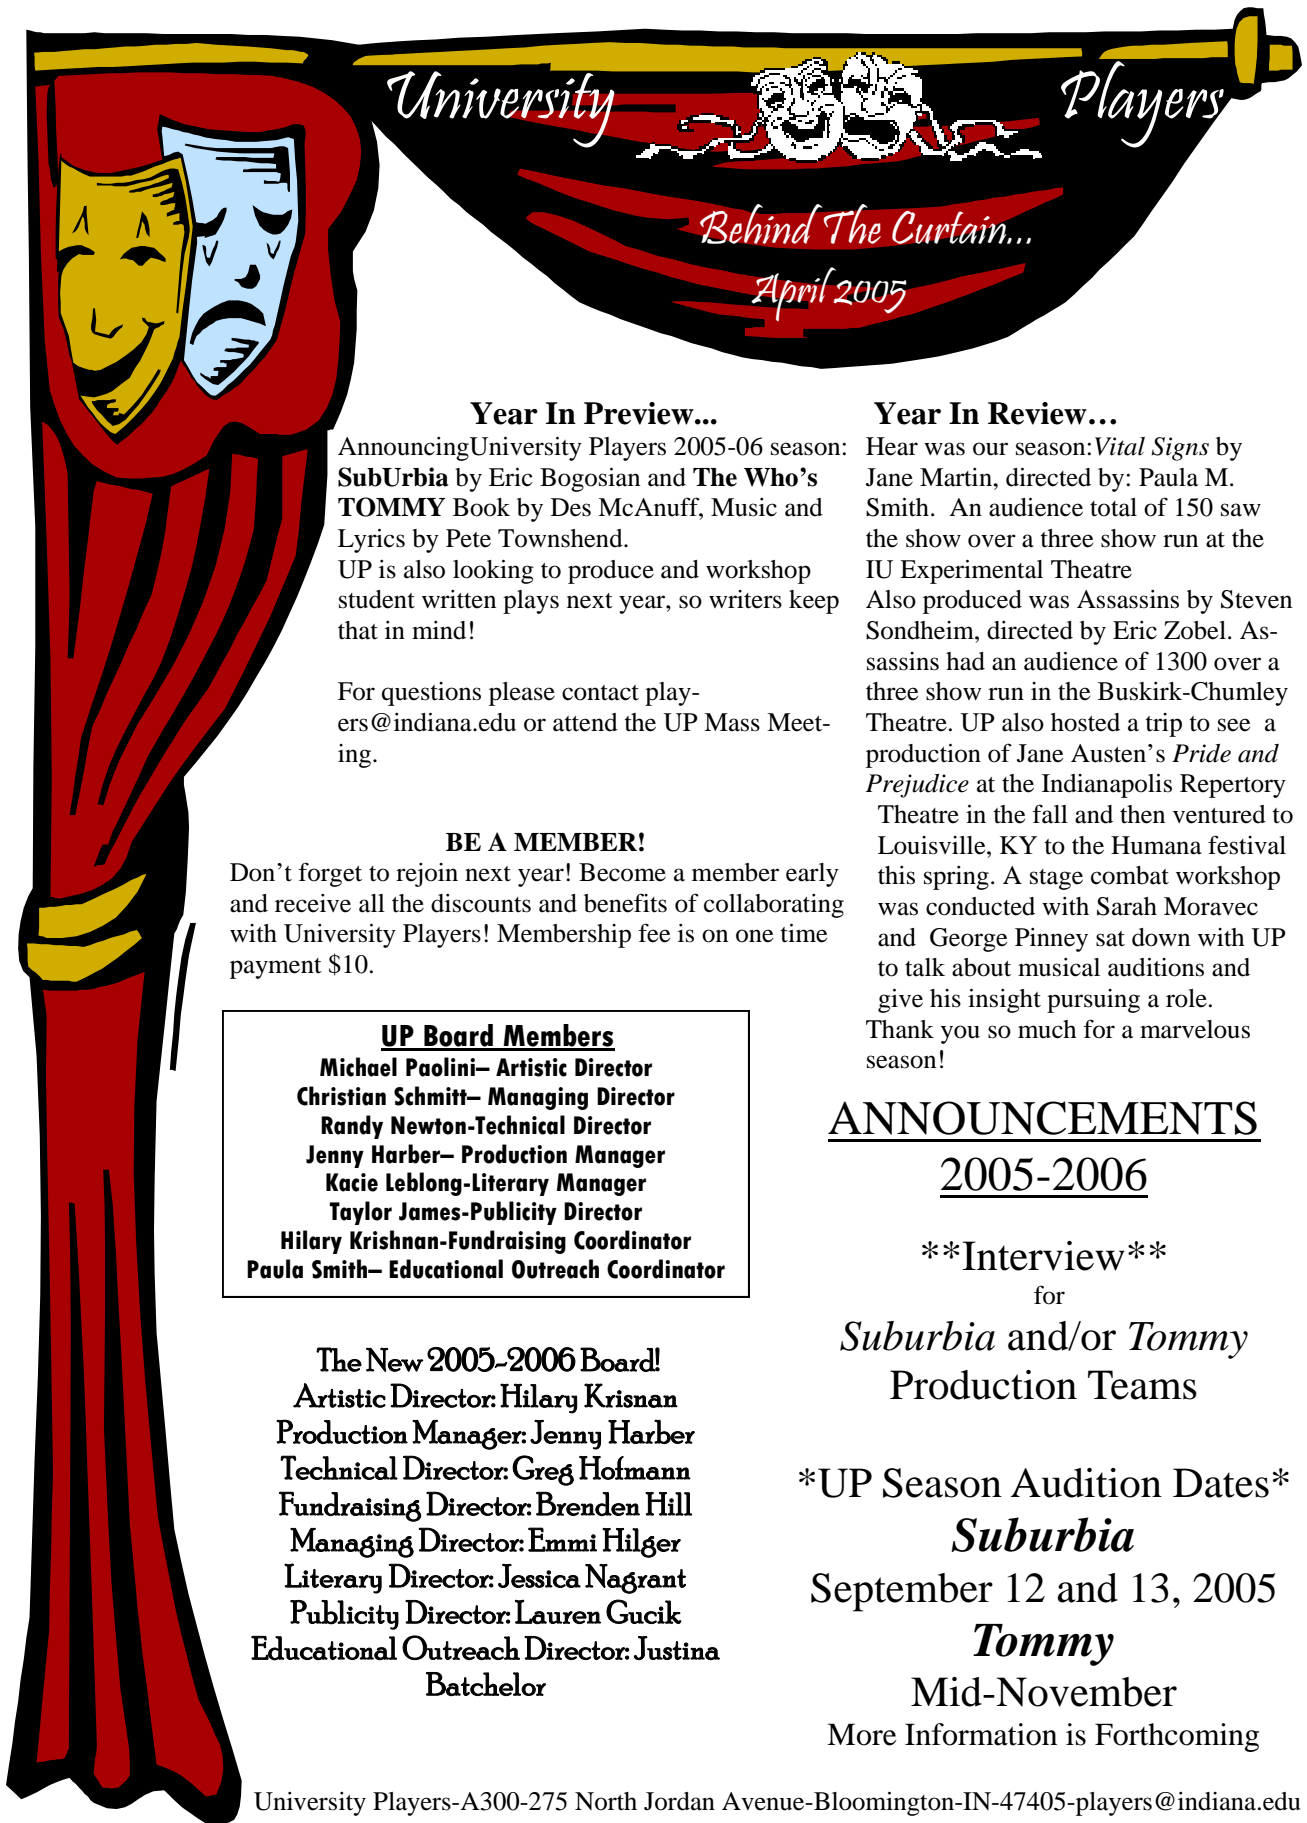 University Players
Behind The Curtain...
April 2005
Year In Preview...
AnnouncingUniversity Players 2005-06 season:
SubUrbia by Eric Bogosian and The Who's
TOMMY Book by Des McAnuff, Music and
Lyrics by Pete Townshend.
UP is also looking to produce and workshop
student written plays next year, so writers keep
that in mind!
For questions please contact play-
ers@indiana.edu or attend the UP Mass Meet-
ing.
BE A MEMBER!
Don't forget to rejoin next year! Become a member early
and receive all the discounts and benefits of collaborating
with University Players! Membership fee is on one time
payment $10.
UP Board Members
Michael Paolini– Artistic Director
Christian Schmitt– Managing Director
Randy Newton-Technical Director
Jenny Harber– Production Manager
Kacie Leblong-Literary Manager
Taylor James-Publicity Director
Hilary Krishnan-Fundraising Coordinator
Paula Smith– Educational Outreach Coordinator
The New 2005-2006 Board!
Artistic Director: Hilary Krisnan
Production Manager: Jenny Harber
Technical Director: Greg Hofmann
Fundraising Director: Brenden Hill
Managing Director: Emmi Hilger
Literary Director: Jessica Nagrant
Publicity Director: Lauren Gucik
Educational Outreach Director: Justina
Batchelor
Year In Review…
Hear was our season:Vital Signs by
Jane Martin, directed by: Paula M.
Smith.  An audience total of 150 saw
the show over a three show run at the
IU Experimental Theatre
Also produced was Assassins by Steven
Sondheim, directed by Eric Zobel. As-
sassins had an audience of 1300 over a
three show run in the Buskirk-Chumley
Theatre. UP also hosted a trip to see  a
production of Jane Austen's Pride and
Prejudice at the Indianapolis Repertory
Theatre in the fall and then ventured to
Louisville, KY to the Humana festival
this spring. A stage combat workshop
was conducted with Sarah Moravec
and  George Pinney sat down with UP
to talk about musical auditions and
give his insight pursuing a role.
Thank you so much for a marvelous
season!
ANNOUNCEMENTS
2005-2006
**Interview**
for
Suburbia and/or Tommy
Production Teams
*UP Season Audition Dates*
Suburbia
September 12 and 13, 2005
Tommy
Mid-November
More Information is Forthcoming
University Players-A300-275 North Jordan Avenue-Bloomington-IN-47405-players@indiana.edu